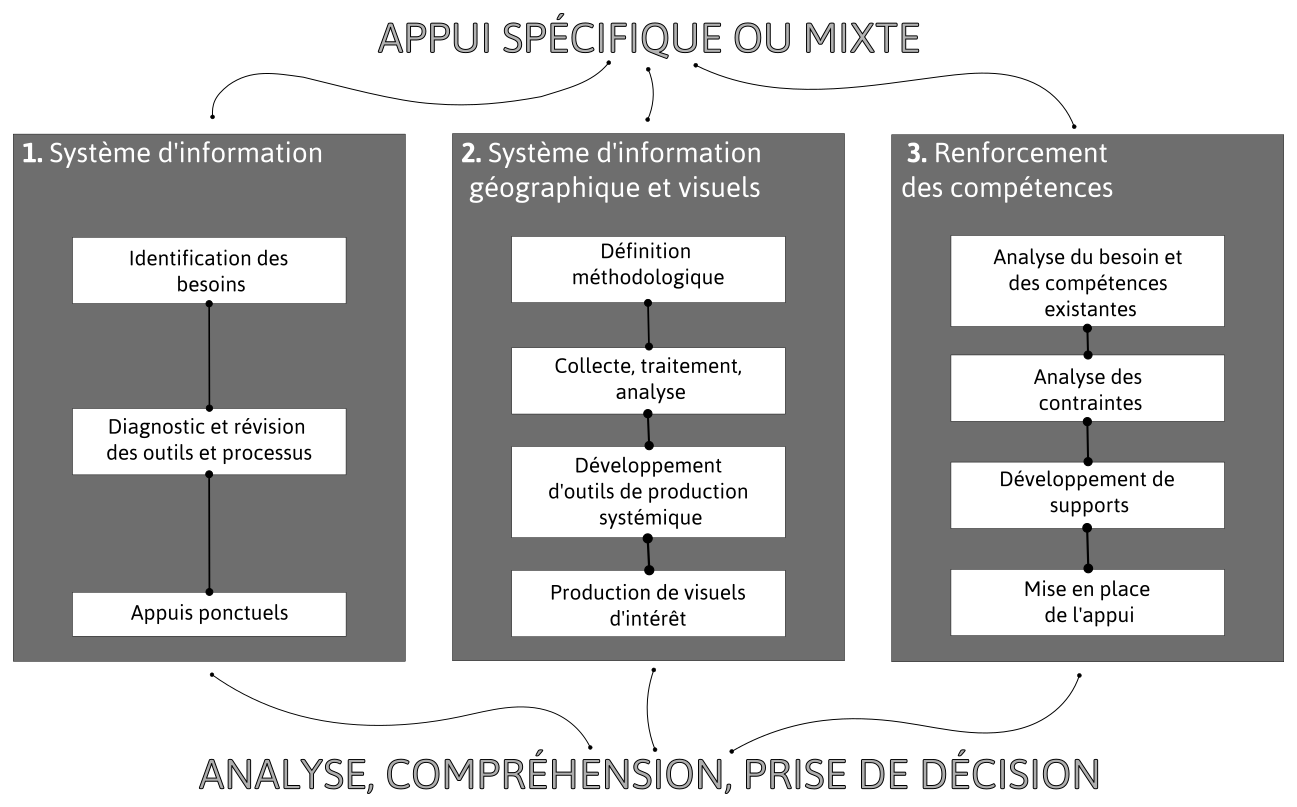 APPUI SPÉCIFIQUE OU MIXTE
1. Système d'information
Identification des
besoins
Diagnostic et révision
des outils et processus
Appuis ponctuels
2. Système d'information
géographique et visuels
Définition
méthodologique
Collecte, traitement,
analyse
Développement
d'outils de production
systémique
Production de visuels
d'intérêt
3. Renforcement
des compétences
Analyse du besoin et
des compétences
existantes
Analyse des
contraintes
Développement de
supports
Mise en place
de l'appui
ANALYSE, COMPRÉHENSION, PRISE DE DÉCISION